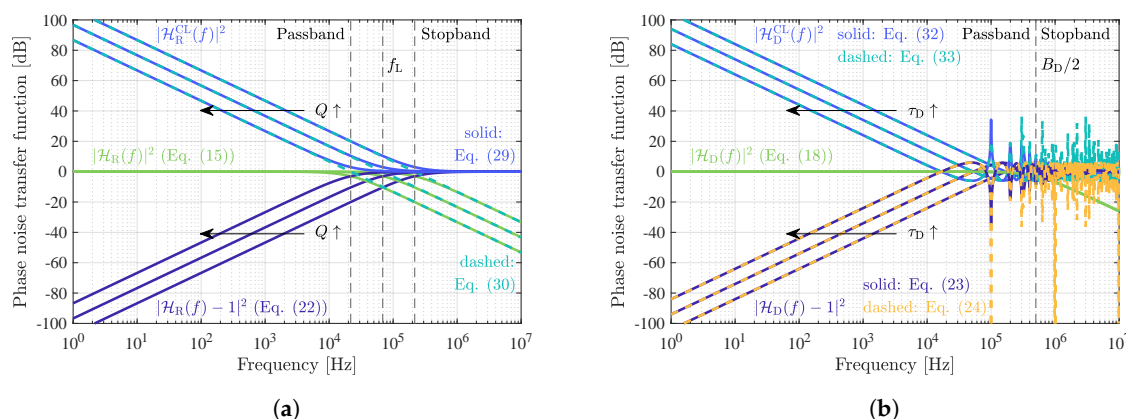 100
80
60
40
20
0
-20
-40
-60
-80
-100
Phase noise transfer function [dB]
|ℋ_R^CL(f)|²
Passband
Stopband
f_L
Q ↑
solid:
Eq. (29)
|ℋ_R(f)|² (Eq. (15))
Q ↑
dashed:
Eq. (30)
|ℋ_R(f) − 1|² (Eq. (22))
10⁰ 10¹ 10² 10³ 10⁴ 10⁵ 10⁶ 10⁷
Frequency [Hz]
(a)
100
80
60
40
20
0
-20
-40
-60
-80
-100
Phase noise transfer function [dB]
|ℋ_D^CL(f)|² solid: Eq. (32)
dashed: Eq. (33)
Passband
Stopband
B_D/2
τ_D ↑
|ℋ_D(f)|² (Eq. (18))
τ_D ↑
solid: Eq. (23)
|ℋ_D(f) − 1|² dashed: Eq. (24)
10⁰ 10¹ 10² 10³ 10⁴ 10⁵ 10⁶ 10⁷
Frequency [Hz]
(b)